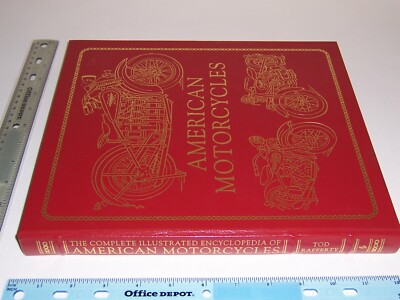 AMERICAN
MOTORCYCLES
THE COMPLETE ILLUSTRATED ENCYCLOPEDIA OF
AMERICAN MOTORCYCLES
TOD
RAFFERTY
Office DEPOT